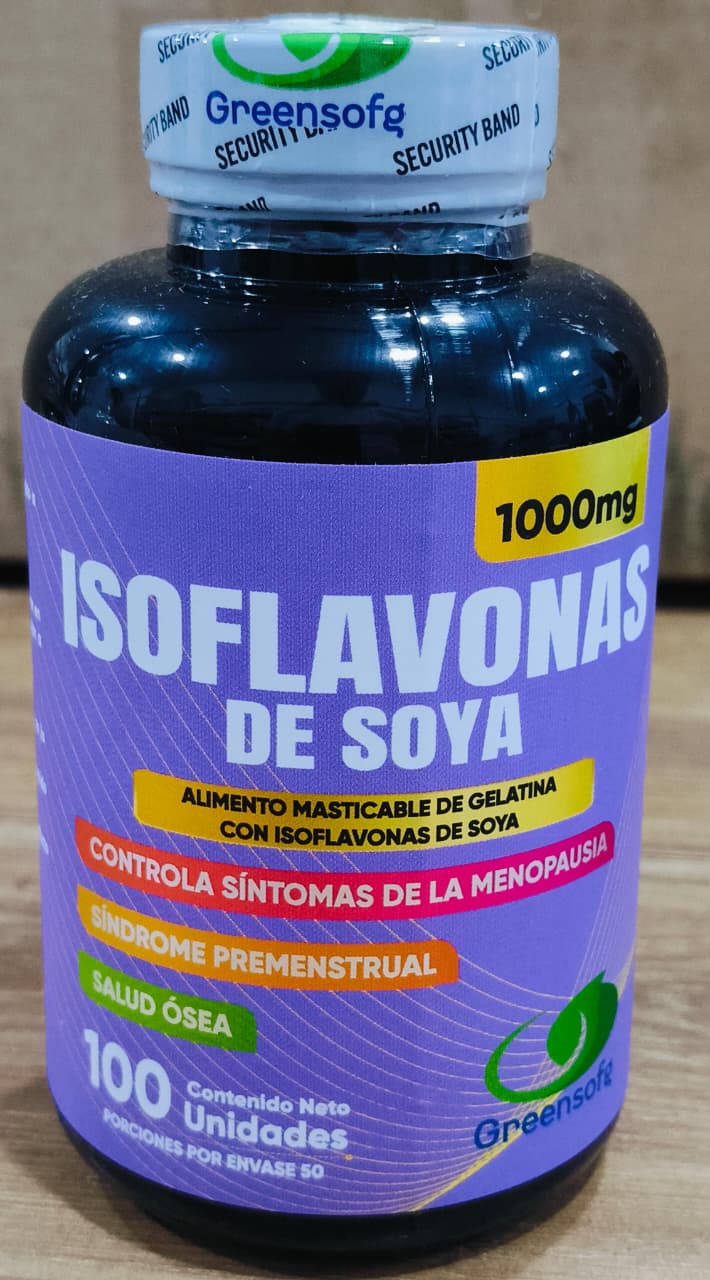 SECURITY BAND
Greensofg
SECURITY BAND
1000mg
ISOFLAVONAS
DE SOYA
ALIMENTO MASTICABLE DE GELATINA
CON ISOFLAVONAS DE SOYA
CONTROLA SÍNTOMAS DE LA MENOPAUSIA
SÍNDROME PREMENSTRUAL
SALUD ÓSEA
100 Contenido Neto
Unidades
PORCIONES POR ENVASE 50
Greensofg